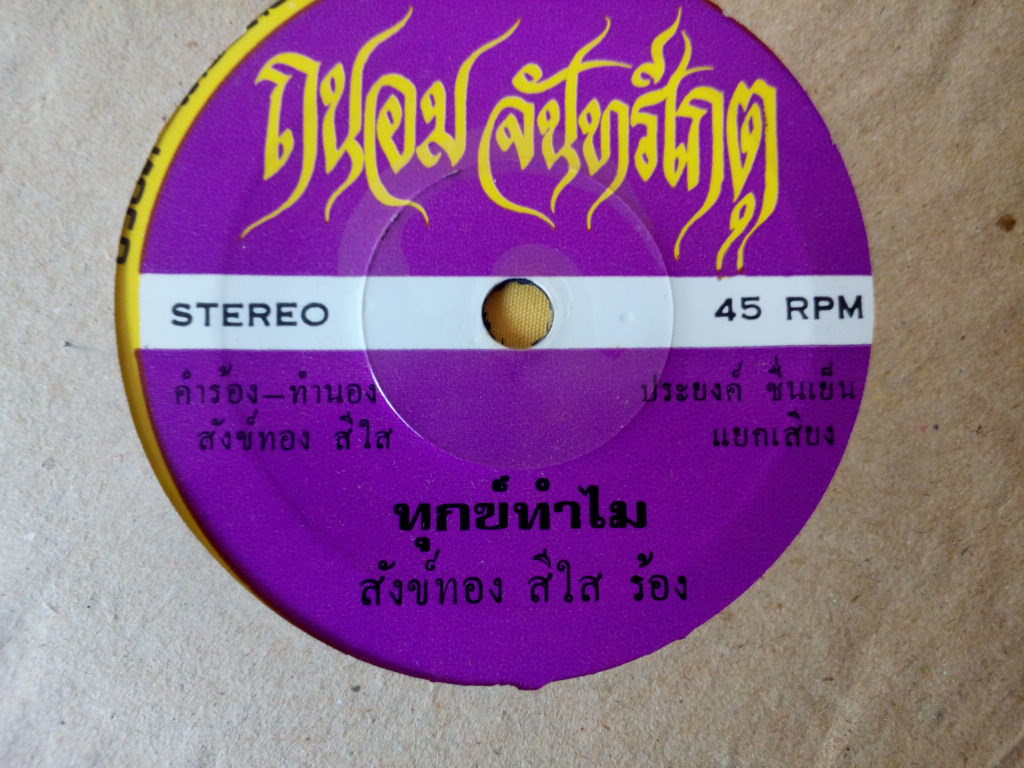 ถนอม จันทร์เกตุ
STEREO
45 RPM
คำร้อง-ทำนอง
สังข์ทอง สีใส
ประยงค์ ชื่นเย็น
แยกเสียง
ทุกข์ทำไม
สังข์ทอง สีใส ร้อง